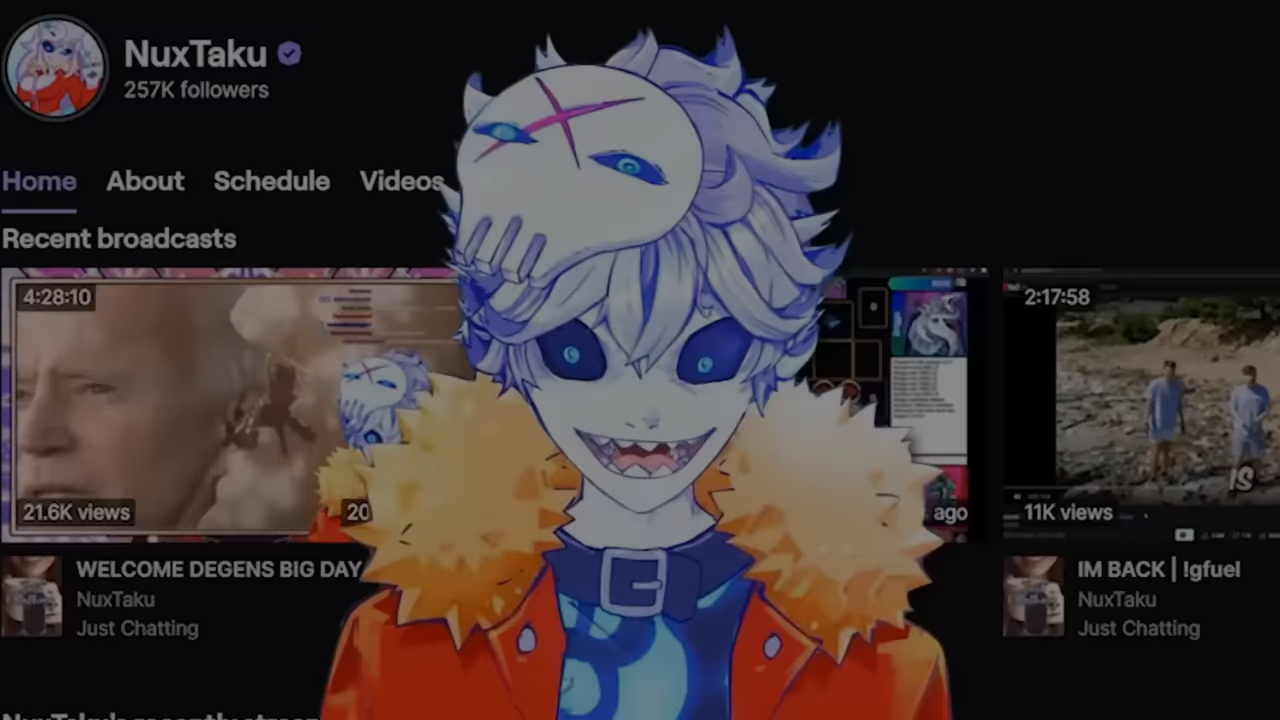 NuxTaku
257K followers
Home About Schedule Videos
Recent broadcasts
4:28:10
2:17:58
IS
21.6K views
20
ago
11K views
WELCOME DEGENS BIG DAY
IM BACK | !gfuel
NuxTaku
NuxTaku
Just Chatting
Just Chatting